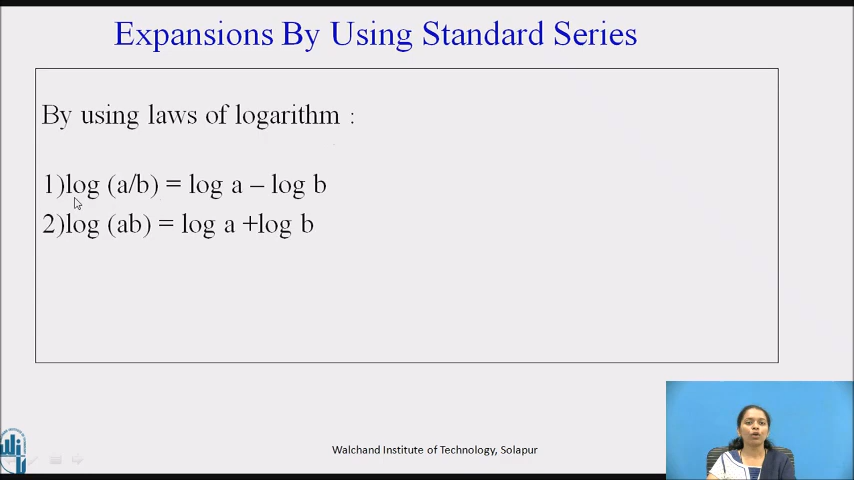 Expansions By Using Standard Series
By using laws of logarithm :
1)log (a/b) = log a – log b
2)log (ab) = log a +log b
Walchand Institute of Technology, Solapur